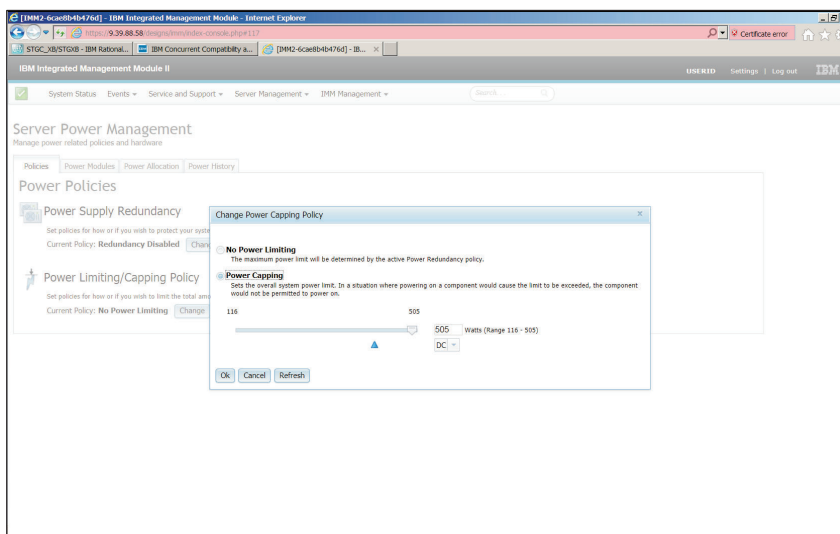 [IMM2-6cae8b4b476d] - IBM Integrated Management Module - Internet Explorer
https://9.39.88.58/designs/imm/index-console.php#117
Certificate error
STGC_XB/STGXB - IBM Rational...
IBM Concurrent Compatibility a...
[IMM2-6cae8b4b476d] - IB...
IBM Integrated Management Module II
USERID Settings | Log out IBM
System Status Events Service and Support Server Management IMM Management Search
Server Power Management
Manage power related policies and hardware
Policies Power Modules Power Allocation Power History
Power Policies
Power Supply Redundancy
Set policies for how or if you wish to protect your syste
Current Policy: Redundancy Disabled Chan
Power Limiting/Capping Policy
Set policies for how or if you wish to limit the total amo
Current Policy: No Power Limiting Change
Change Power Capping Policy x
No Power Limiting
The maximum power limit will be determined by the active Power Redundancy policy.
Power Capping
Sets the overall system power limit. In a situation where powering on a component would cause the limit to be exceeded, the component
would not be permitted to power on.
116 505
505 Watts (Range 116 - 505)
DC
Ok Cancel Refresh